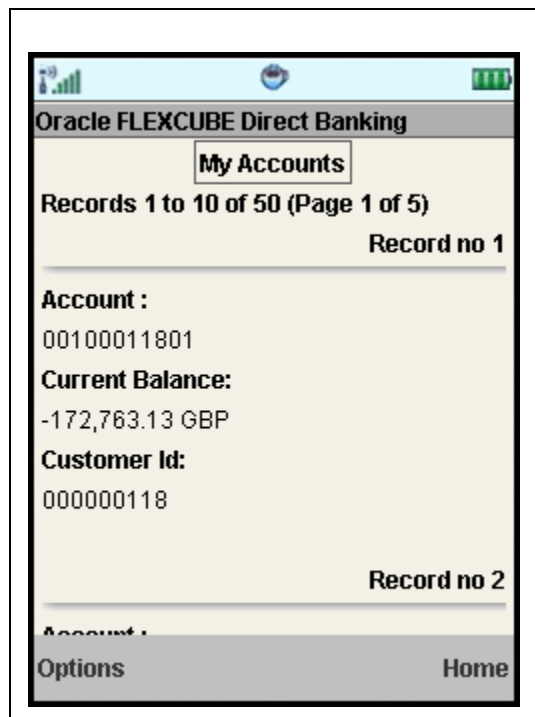 Oracle FLEXCUBE Direct Banking
My Accounts
Records 1 to 10 of 50 (Page 1 of 5)
Record no 1
Account :
00100011801
Current Balance:
-172,763.13 GBP
Customer Id:
000000118
Record no 2
Account :
Options Home